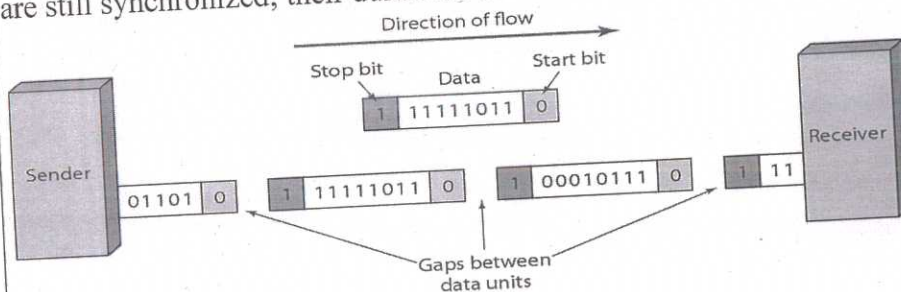 are still synchronized, their
Direction of flow
Stop bit
Data
Start bit
1 11111011 0
Sender
Receiver
01101 0
1 11111011 0
1 00010111 0
1 11
Gaps between
data units